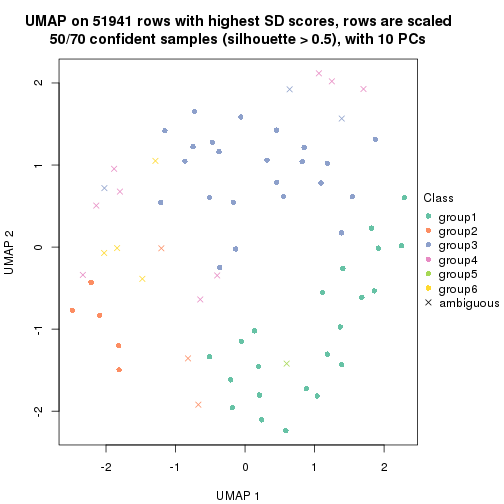 UMAP on 51941 rows with highest SD scores, rows are scaled
50/70 confident samples (silhouette > 0.5), with 10 PCs
2
1
0
-1
-2
UMAP 2
-2
-1
0
1
2
UMAP 1
Class
group1
group2
group3
group4
group5
group6
ambiguous